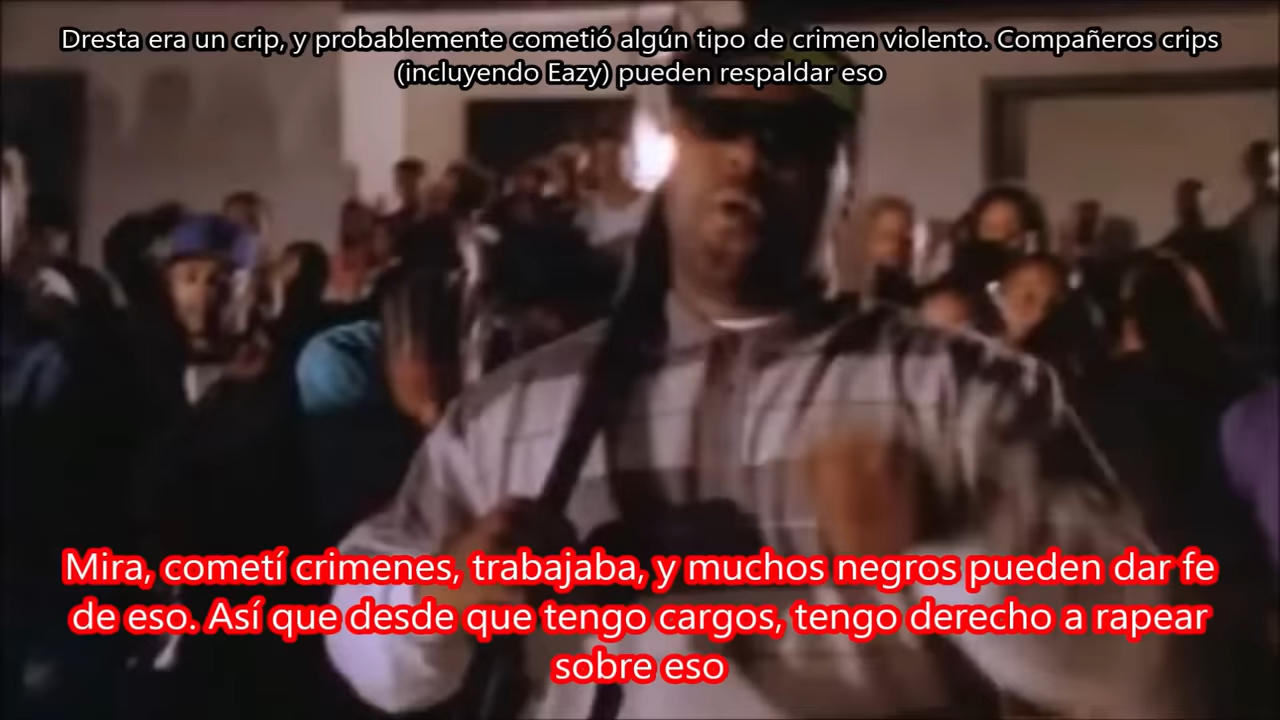 Dresta era un crip, y probablemente cometió algún tipo de crimen violento. Compañeros crips
(incluyendo Eazy) pueden respaldar eso
Mira, cometí crimenes, trabajaba, y muchos negros pueden dar fe
de eso. Así que desde que tengo cargos, tengo derecho a rapear
sobre eso